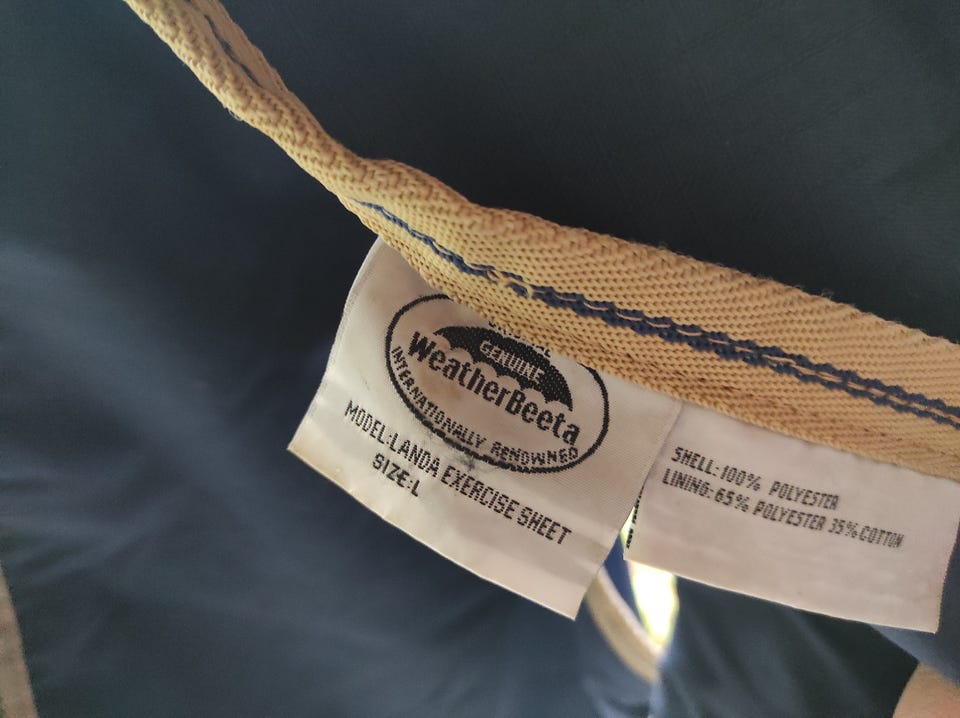 GENUINE
WeatherBeeta
INTERNATIONALLY RENOWNED
MODEL:LANDA EXERCISE SHEET
SIZE:L
SHELL:100% POLYESTER
LINING:65% POLYESTER 35% COTTON